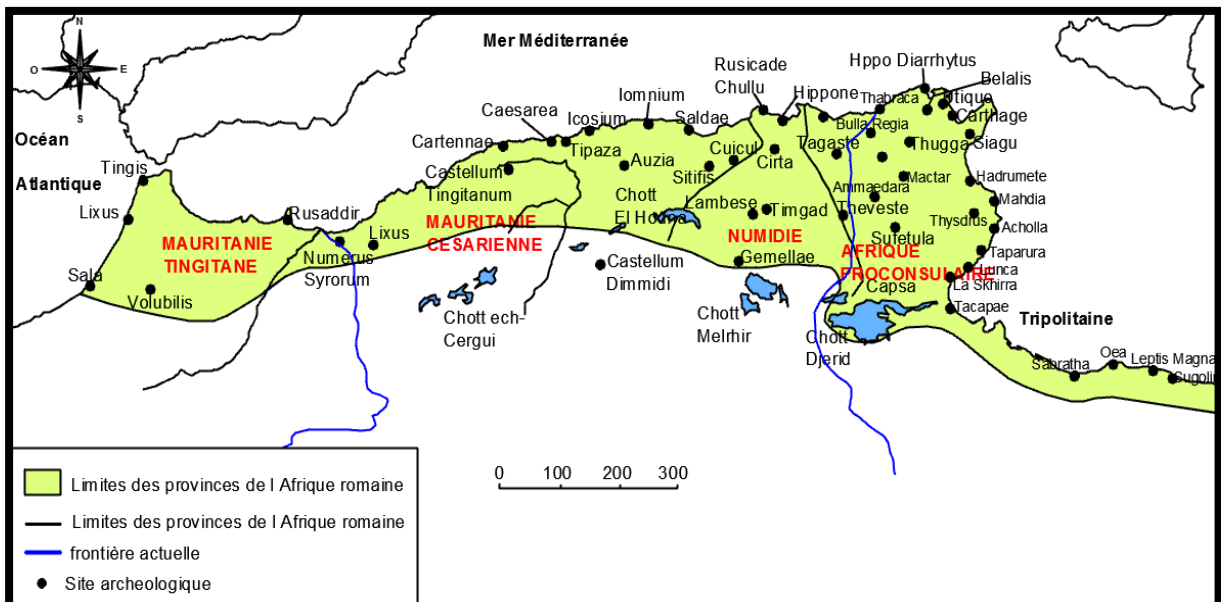 N
O
E
S
Mer Méditerranée
Océan
Atlantique
Tingis
Lixus
Sala
Volubilis
MAURITANIE
TINGITANE
Rusaddir
Numerus
Syrorum
Lixus
Cartennae
Castellum
Tingitanum
Caesarea
Tipaza
Icosium
Iomnium
Saldae
Auzia
MAURITANIE
CESARIENNE
Chott
El Hodna
Castellum
Dimmidi
Chott ech-
Cergui
Rusicade
Chullu
Hippone
Cuicul
Sitifis
Cirta
Lambese
Timgad
NUMIDIE
Gemellae
Chott
Melrhir
Hppo Diarrhytus
Belalis
Thabraca
Utique
Carthage
Bulla Regia
Thugga
Siagu
Tagaste
Mactar
Hadrumete
Ammaedara
Mahdia
Theveste
Thysdrus
Acholla
Sufetula
Taparura
AFRIQUE
PROCONSULAIRE
Lunca
La Skhirra
Capsa
Tacapae
Chott
Djerid
Tripolitaine
Sabratha
Oea
Leptis Magna
Sugolin
0 100 200 300
Limites des provinces de l Afrique romaine
Limites des provinces de l Afrique romaine
frontière actuelle
Site archeologique